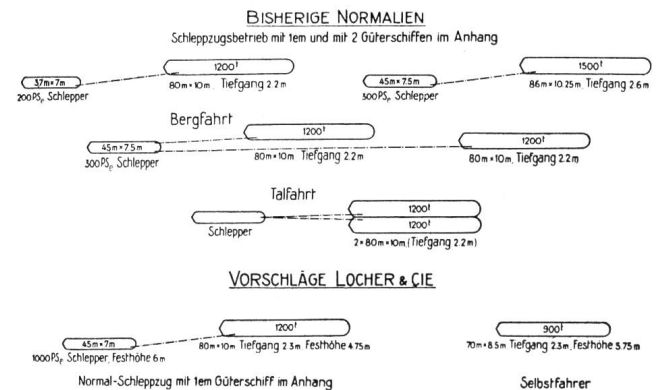 BISHERIGE NORMALIEN
Schleppzugsbetrieb mit 1em und mit 2 Güterschiffen im Anhang
37m×7m
200PSe Schlepper
1200t
80m×10m, Tiefgang 2.2m
45m×7.5m
300PSe Schlepper
1500t
86m×10.25m, Tiefgang 2.6m
Bergfahrt
45m×7.5m
300PSe Schlepper
1200t
80m×10m Tiefgang 2.2m
1200t
80m×10m, Tiefgang 2.2m
Talfahrt
Schlepper
1200t
1200t
2×80m×10m, (Tiefgang 2.2m)
VORSCHLÄGE LOCHER & CIE
45m×7m
1000PSe Schlepper, Festhöhe 6m
1200t
80m×10m Tiefgang 2.3m Festhöhe 4.75m
900t
70m×8.5m Tiefgang 2.3m, Festhöhe 5.75m
Normal-Schleppzug mit 1em Güterschiff im Anhang
Selbstfahrer